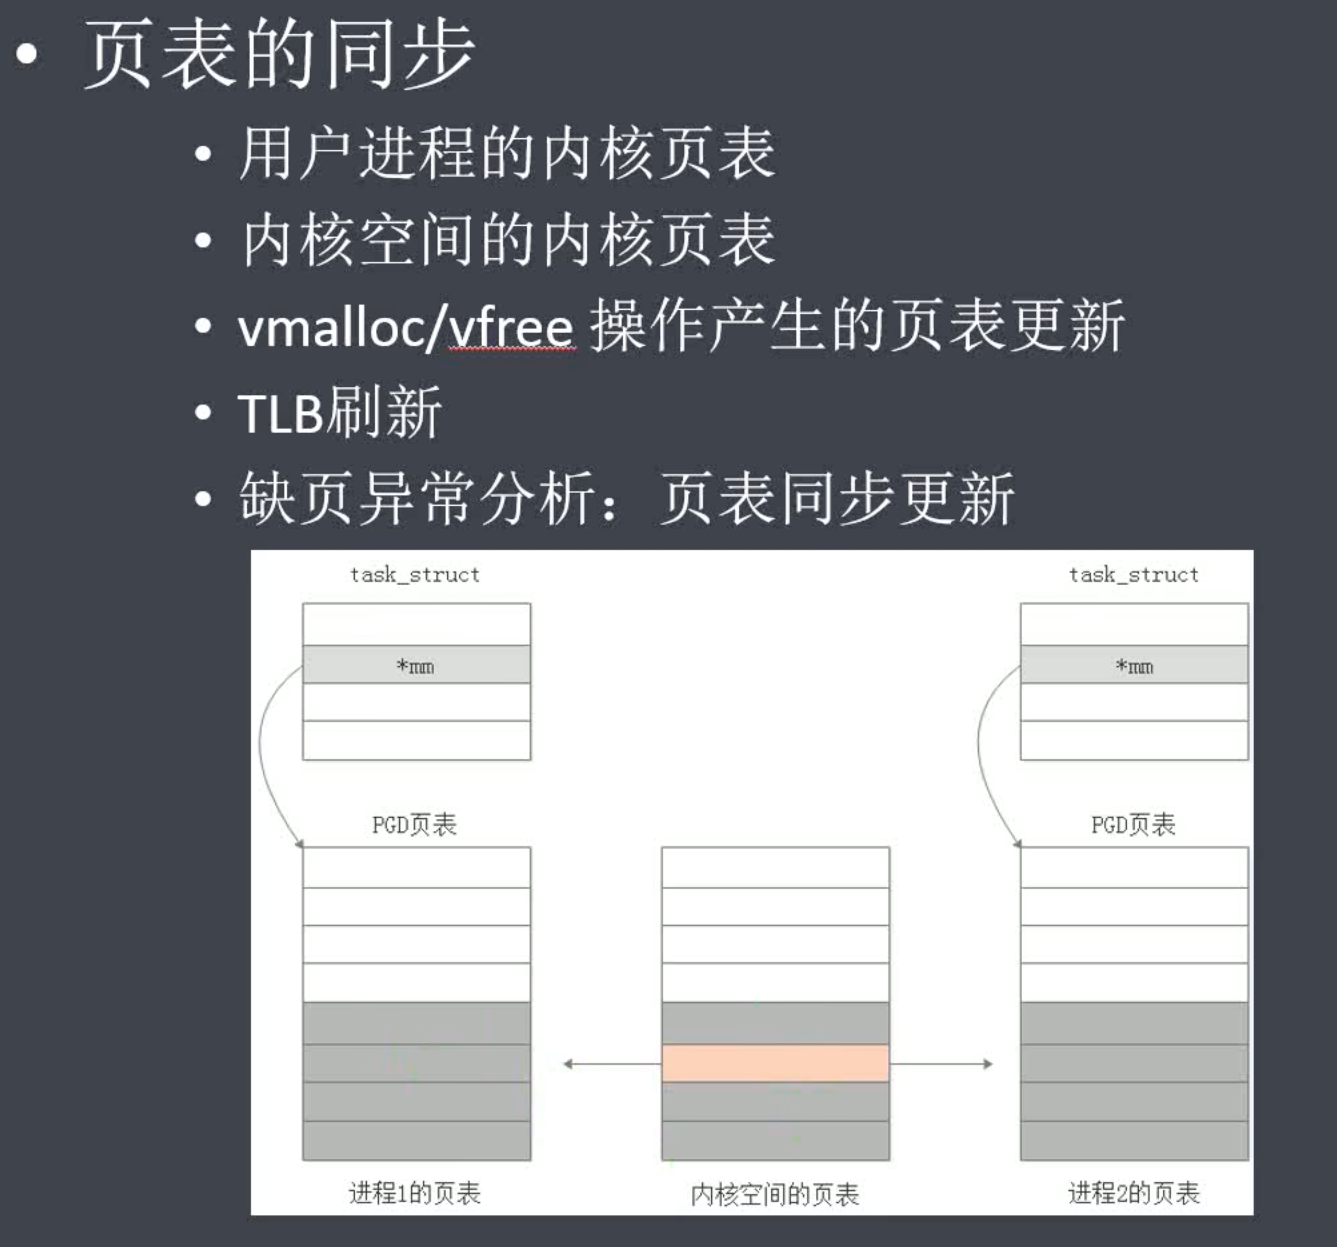 • 页表的同步
• 用户进程的内核页表
• 内核空间的内核页表
• vmalloc/vfree 操作产生的页表更新
• TLB刷新
• 缺页异常分析：页表同步更新
task_struct
task_struct
*mm
*mm
PGD页表
PGD页表
进程1的页表
内核空间的页表
进程2的页表